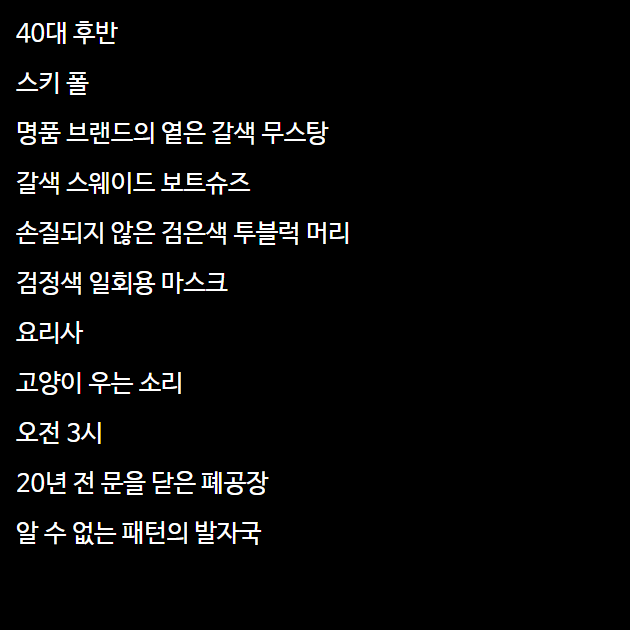 40대 후반
스키 폴
명품 브랜드의 옅은 갈색 무스탕
갈색 스웨이드 보트슈즈
손질되지 않은 검은색 투블럭 머리
검정색 일회용 마스크
요리사
고양이 우는 소리
오전 3시
20년 전 문을 닫은 폐공장
알 수 없는 패턴의 발자국